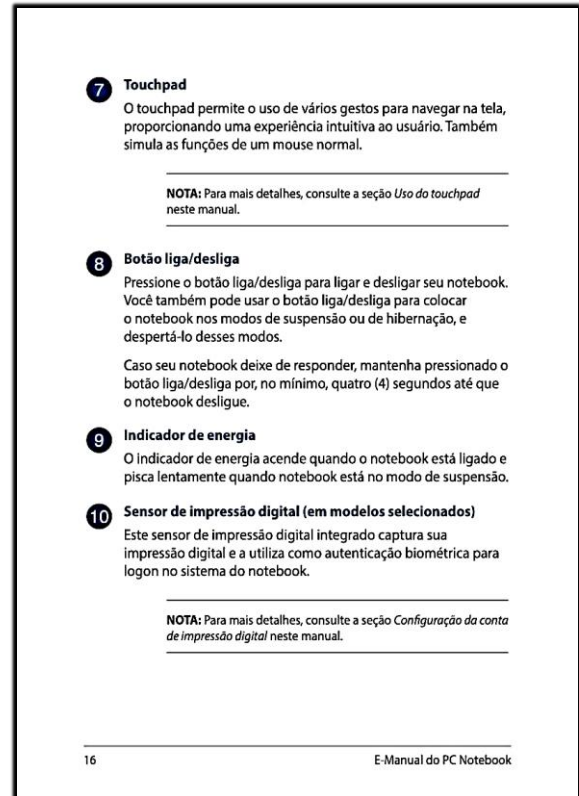 7 Touchpad
O touchpad permite o uso de vários gestos para navegar na tela,
proporcionando uma experiência intuitiva ao usuário. Também
simula as funções de um mouse normal.
NOTA: Para mais detalhes, consulte a seção Uso do touchpad
neste manual.
8 Botão liga/desliga
Pressione o botão liga/desliga para ligar e desligar seu notebook.
Você também pode usar o botão liga/desliga para colocar
o notebook nos modos de suspensão ou de hibernação, e
despertá-lo desses modos.
Caso seu notebook deixe de responder, mantenha pressionado o
botão liga/desliga por, no mínimo, quatro (4) segundos até que
o notebook desligue.
9 Indicador de energia
O indicador de energia acende quando o notebook está ligado e
pisca lentamente quando notebook está no modo de suspensão.
10 Sensor de impressão digital (em modelos selecionados)
Este sensor de impressão digital integrado captura sua
impressão digital e a utiliza como autenticação biométrica para
logon no sistema do notebook.
NOTA: Para mais detalhes, consulte a seção Configuração da conta
de impressão digital neste manual.
16 E-Manual do PC Notebook